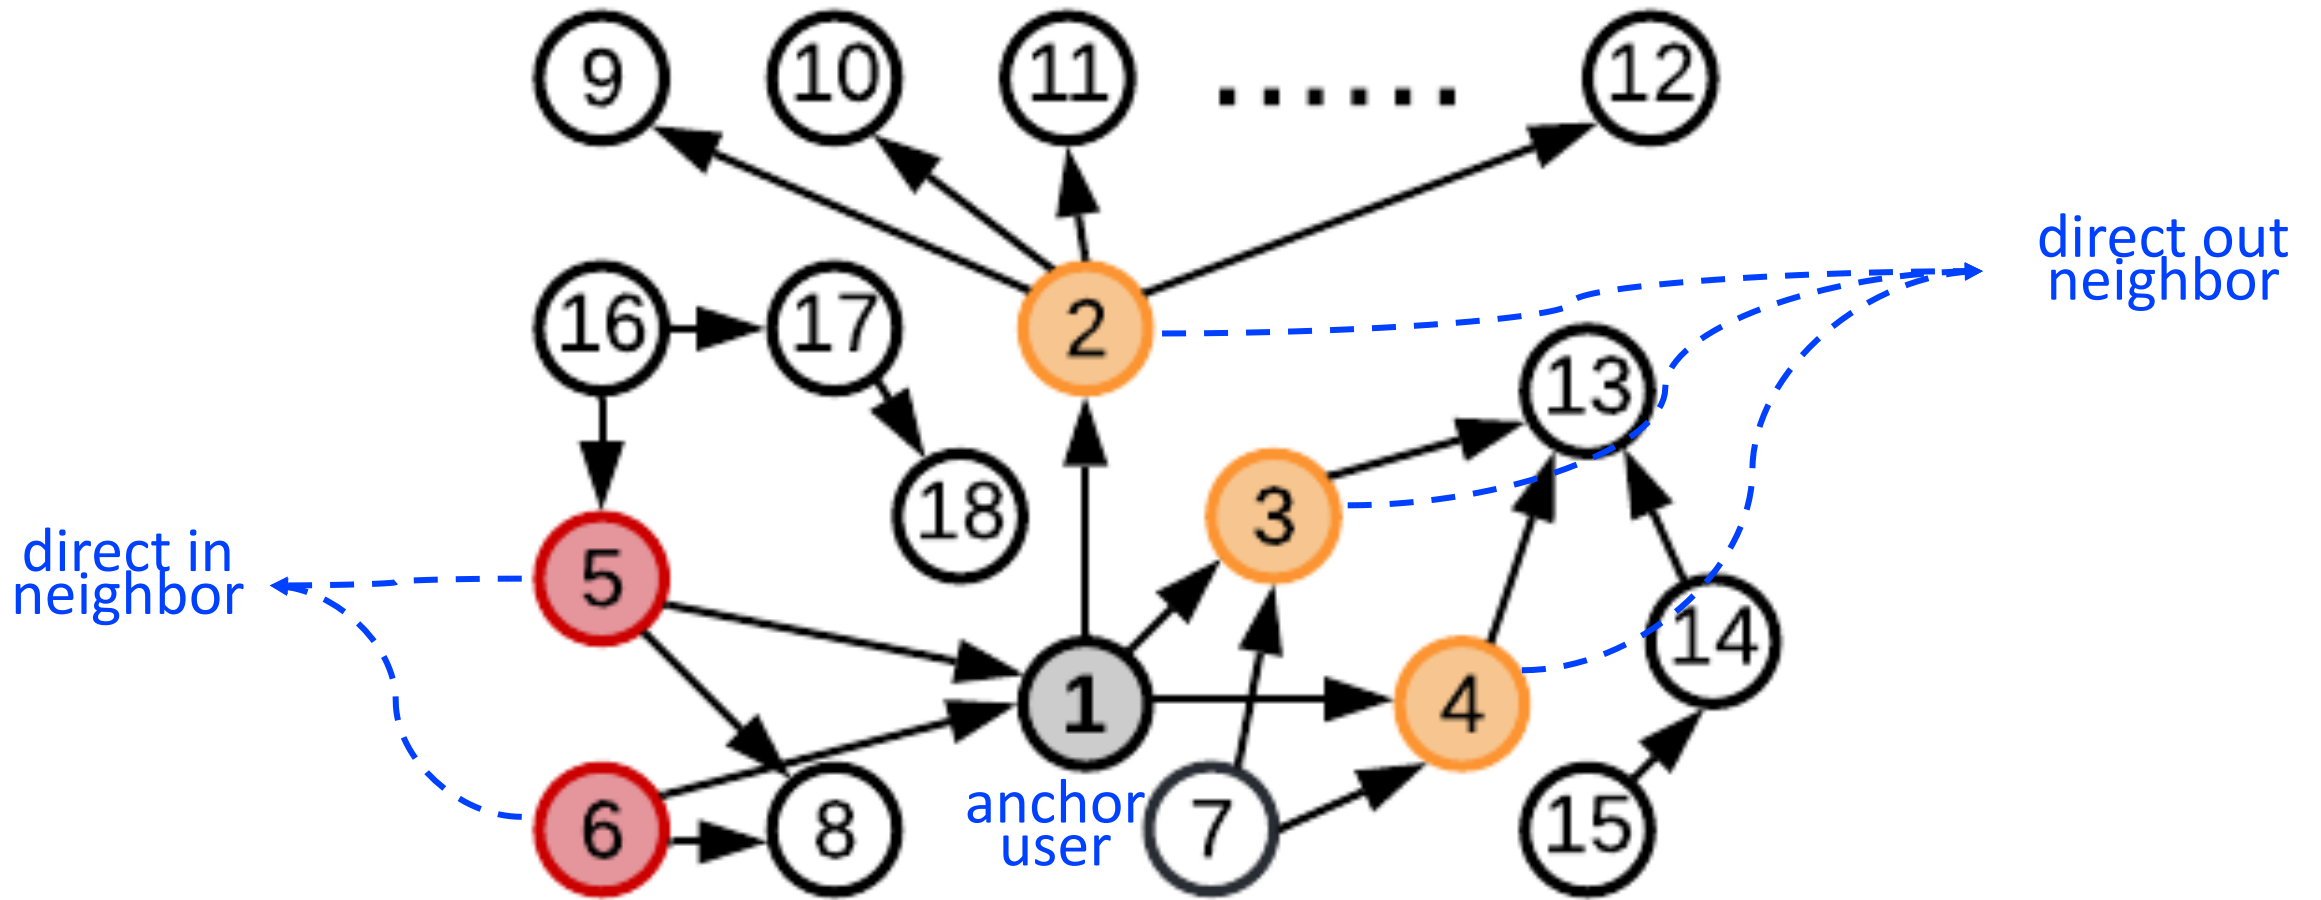 9 10 11 ...... 12
direct out
neighbor
16 17 2
13
18 3
direct in
neighbor
5
14
1 4
anchor
user
6 8 7 15